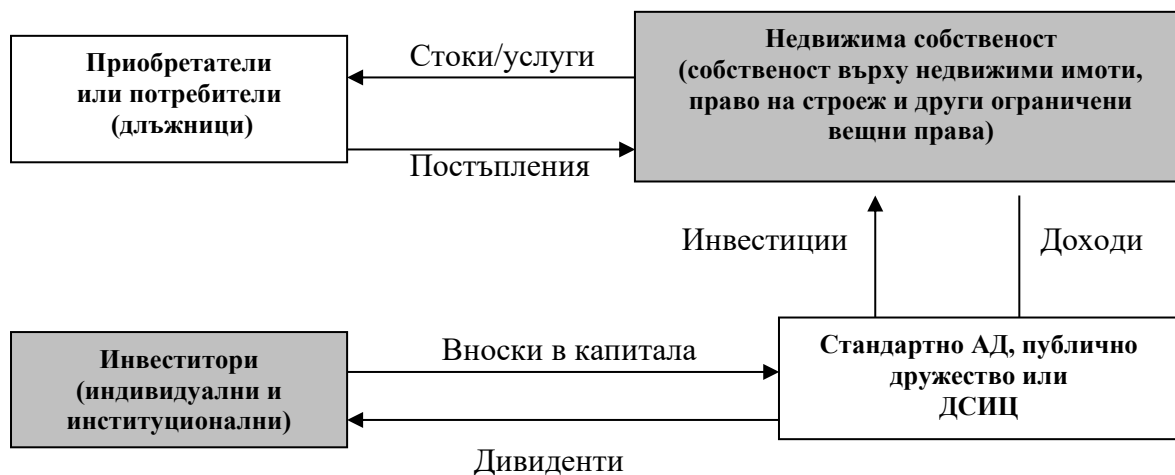 Приобретатели
или потребители
(длъжници)
Стоки/услуги
Постъпления
Недвижима собственост
(собственост върху недвижими имоти,
право на строеж и други ограничени
вещни права)
Инвестиции
Доходи
Инвеститори
(индивидуални и
институционални)
Вноски в капитала
Дивиденти
Стандартно АД, публично
дружество или
ДСИЦ